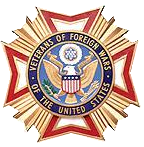 VETERANS OF FOREIGN WARS
OF THE UNITED STATES